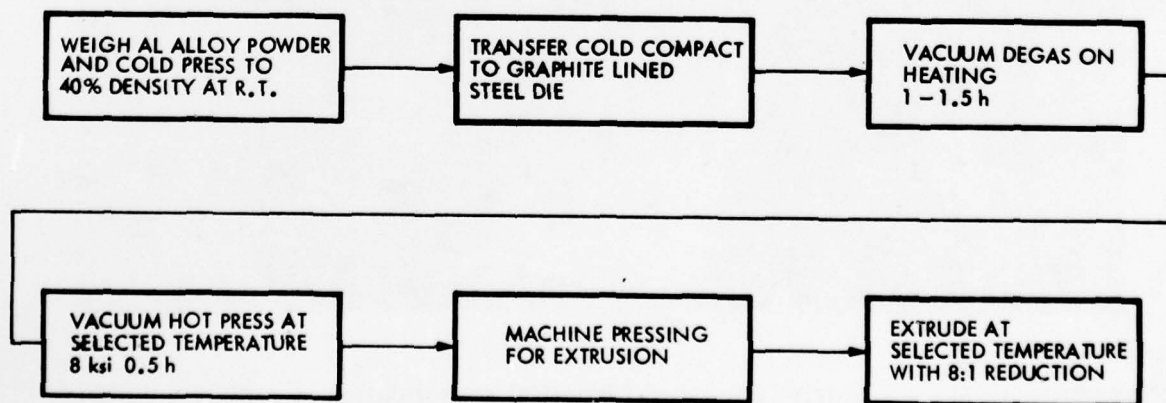 WEIGH AL ALLOY POWDER
AND COLD PRESS TO
40% DENSITY AT R.T.
TRANSFER COLD COMPACT
TO GRAPHITE LINED
STEEL DIE
VACUUM DEGAS ON
HEATING
1 – 1.5 h
VACUUM HOT PRESS AT
SELECTED TEMPERATURE
8 ksi 0.5 h
MACHINE PRESSING
FOR EXTRUSION
EXTRUDE AT
SELECTED TEMPERATURE
WITH 8:1 REDUCTION